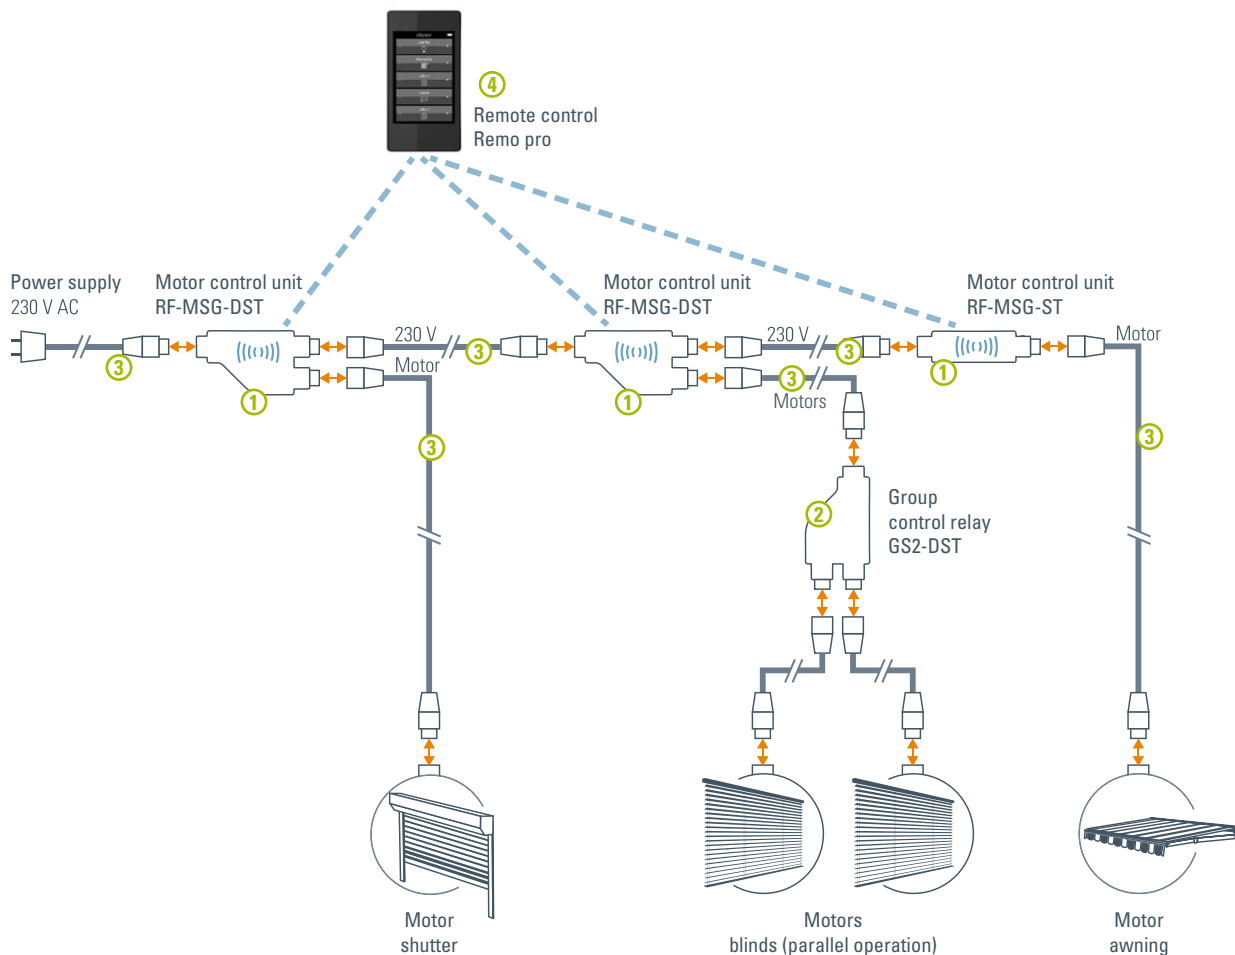 4
Remote control
Remo pro
Power supply
230 V AC
Motor control unit
RF-MSG-DST
Motor control unit
RF-MSG-DST
Motor control unit
RF-MSG-ST
230 V
230 V
Motor
3
3
3
Motor
3
1
1
1
Motors
3
3
2
Group
control relay
GS2-DST
Motor
shutter
Motors
blinds (parallel operation)
Motor
awning